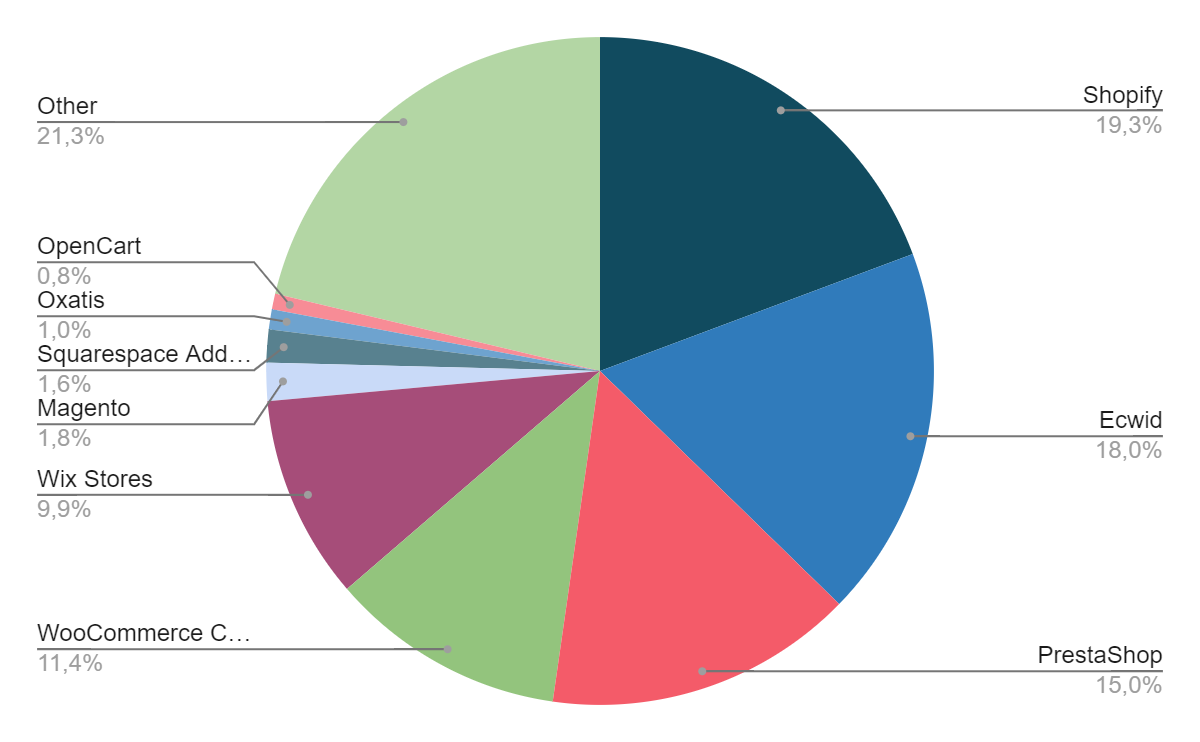 Other
21,3%
OpenCart
0,8%
Oxatis
1,0%
Squarespace Add…
1,6%
Magento
1,8%
Wix Stores
9,9%
WooCommerce C…
11,4%
Shopify
19,3%
Ecwid
18,0%
PrestaShop
15,0%